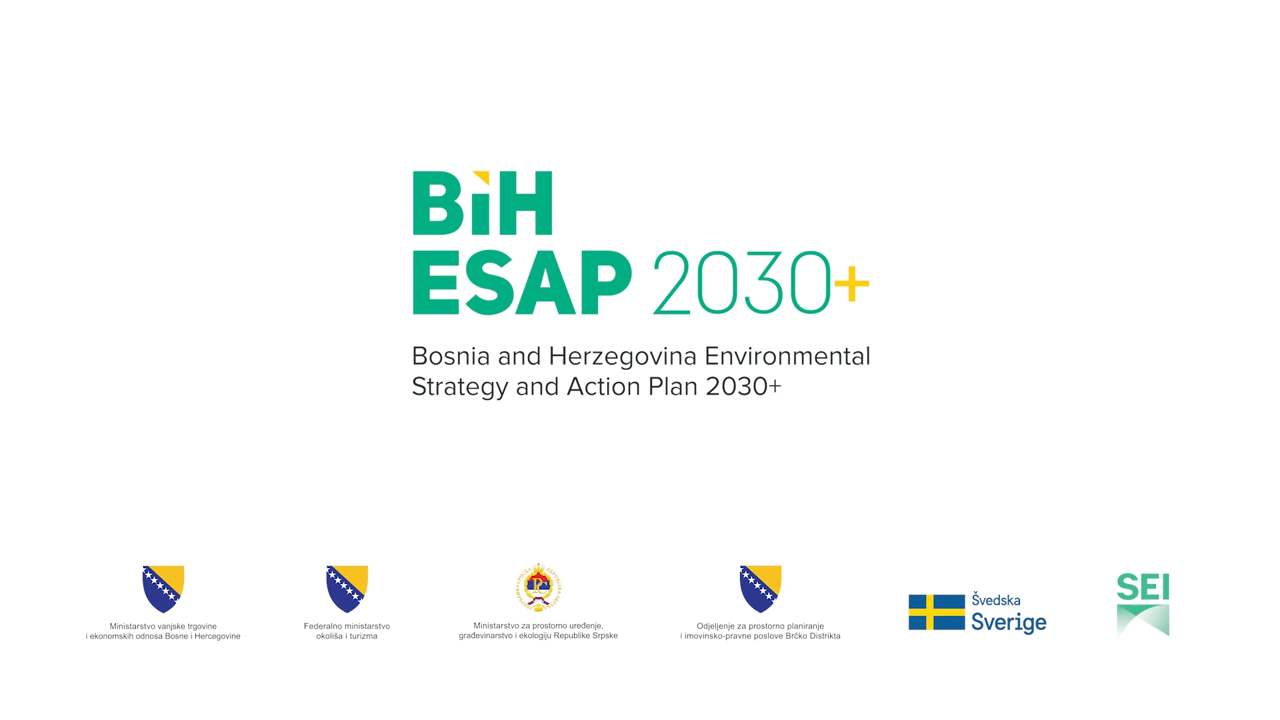 BiH
ESAP 2030+
Bosnia and Herzegovina Environmental
Strategy and Action Plan 2030+
Ministarstvo vanjske trgovine
i ekonomskih odnosa Bosne i Hercegovine
Federalno ministarstvo
okoliša i turizma
Ministarstvo za prostorno uređenje,
građevinarstvo i ekologiju Republike Srpske
Odjeljenje za prostorno planiranje
i imovinsko-pravne poslove Brčko Distrikta
Švedska
Sverige
SEI